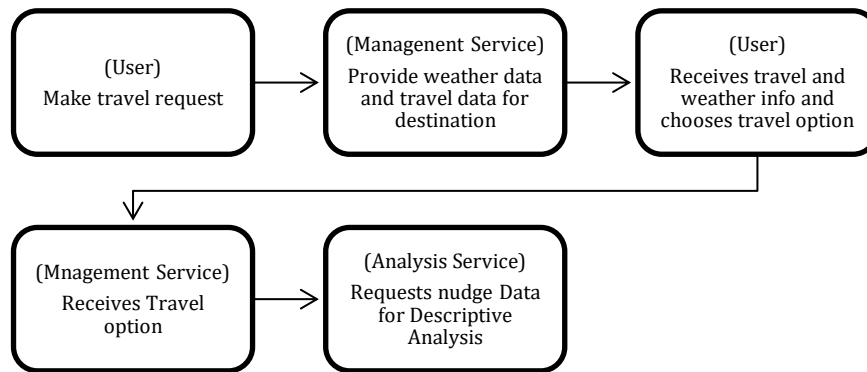 (User)
Make travel request
(Managenent Service)
Provide weather data
and travel data for
destination
(User)
Receives travel and
weather info and
chooses travel option
(Mnagement Service)
Receives Travel
option
(Analysis Service)
Requests nudge Data
for Descriptive
Analysis